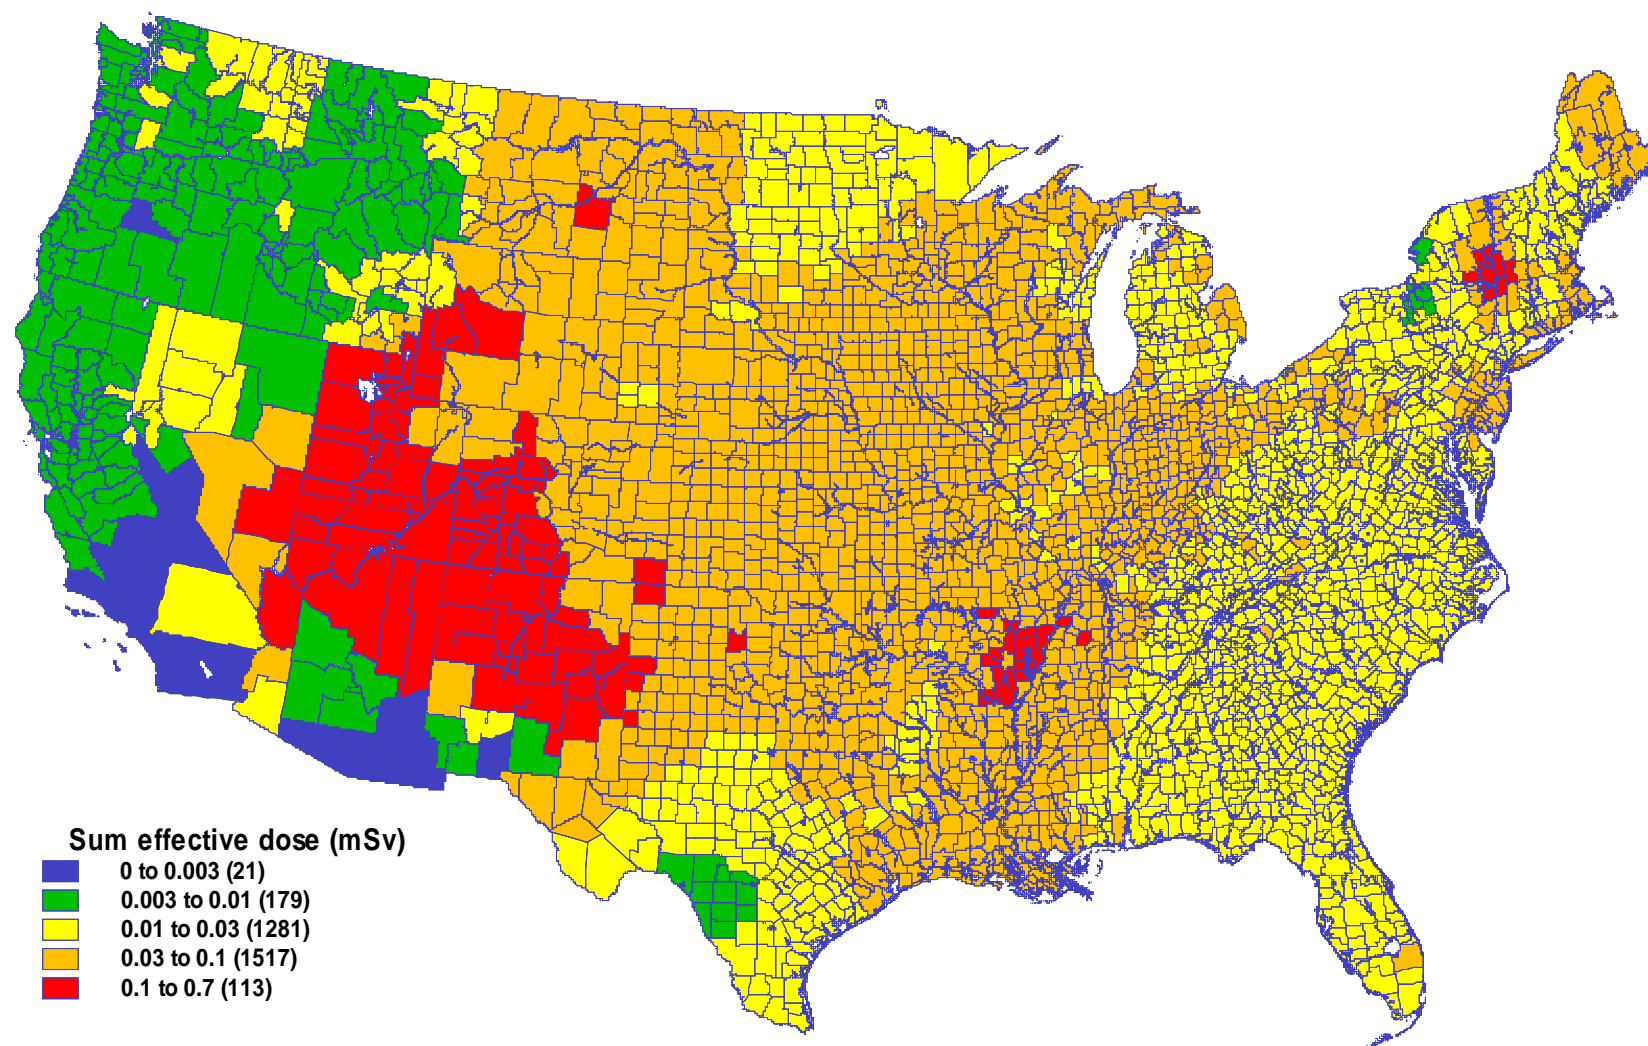 Sum effective dose (mSv)
0 to 0.003 (21)
0.003 to 0.01 (179)
0.01 to 0.03 (1281)
0.03 to 0.1 (1517)
0.1 to 0.7 (113)